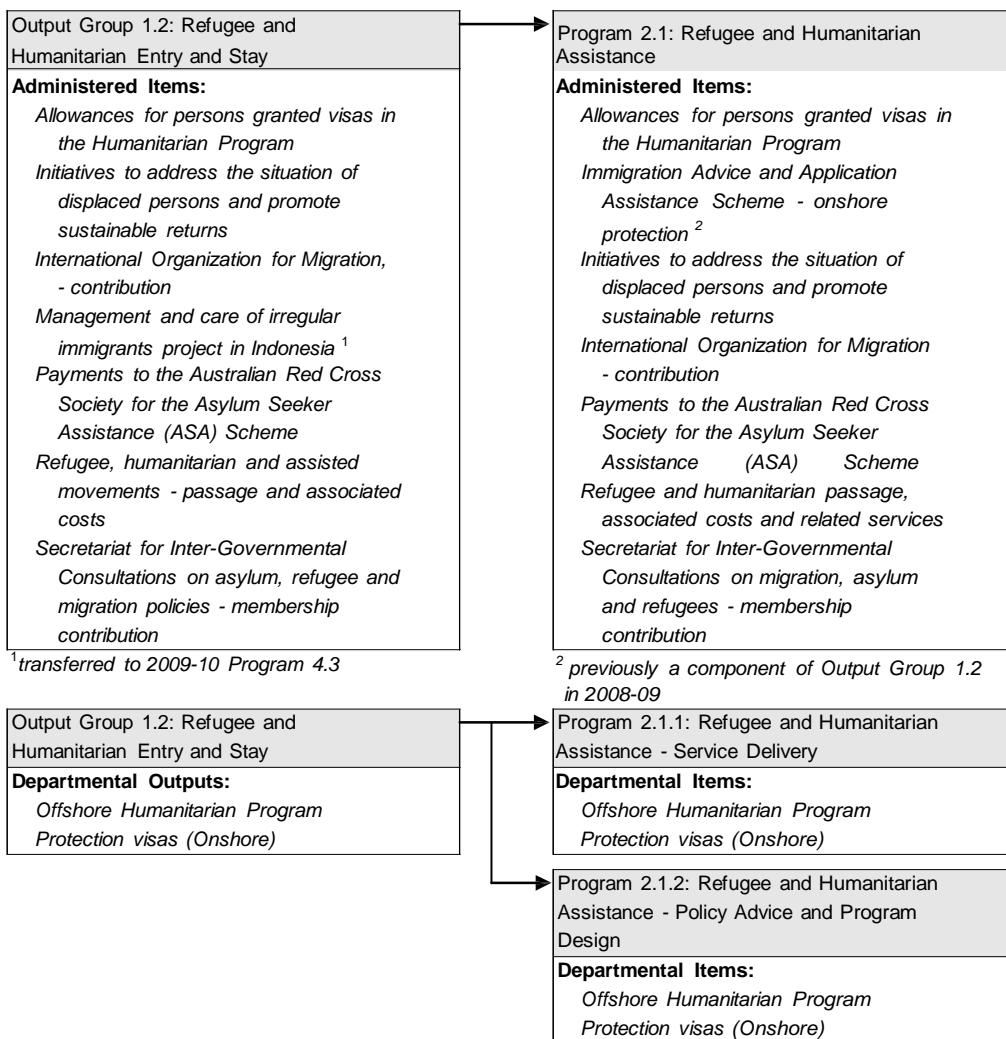 Output Group 1.2: Refugee and
Humanitarian Entry and Stay
Administered Items:
Allowances for persons granted visas in
the Humanitarian Program
Initiatives to address the situation of
displaced persons and promote
sustainable returns
International Organization for Migration,
- contribution
Management and care of irregular
immigrants project in Indonesia 1
Payments to the Australian Red Cross
Society for the Asylum Seeker
Assistance (ASA) Scheme
Refugee, humanitarian and assisted
movements - passage and associated
costs
Secretariat for Inter-Governmental
Consultations on asylum, refugee and
migration policies - membership
contribution
1transferred to 2009-10 Program 4.3
Program 2.1: Refugee and Humanitarian
Assistance
Administered Items:
Allowances for persons granted visas in
the Humanitarian Program
Immigration Advice and Application
Assistance Scheme - onshore
protection 2
Initiatives to address the situation of
displaced persons and promote
sustainable returns
International Organization for Migration
- contribution
Payments to the Australian Red Cross
Society for the Asylum Seeker
Assistance (ASA) Scheme
Refugee and humanitarian passage,
associated costs and related services
Secretariat for Inter-Governmental
Consultations on migration, asylum
and refugees - membership
contribution
2 previously a component of Output Group 1.2
in 2008-09
Output Group 1.2: Refugee and
Humanitarian Entry and Stay
Departmental Outputs:
Offshore Humanitarian Program
Protection visas (Onshore)
Program 2.1.1: Refugee and Humanitarian
Assistance - Service Delivery
Departmental Items:
Offshore Humanitarian Program
Protection visas (Onshore)
Program 2.1.2: Refugee and Humanitarian
Assistance - Policy Advice and Program
Design
Departmental Items:
Offshore Humanitarian Program
Protection visas (Onshore)